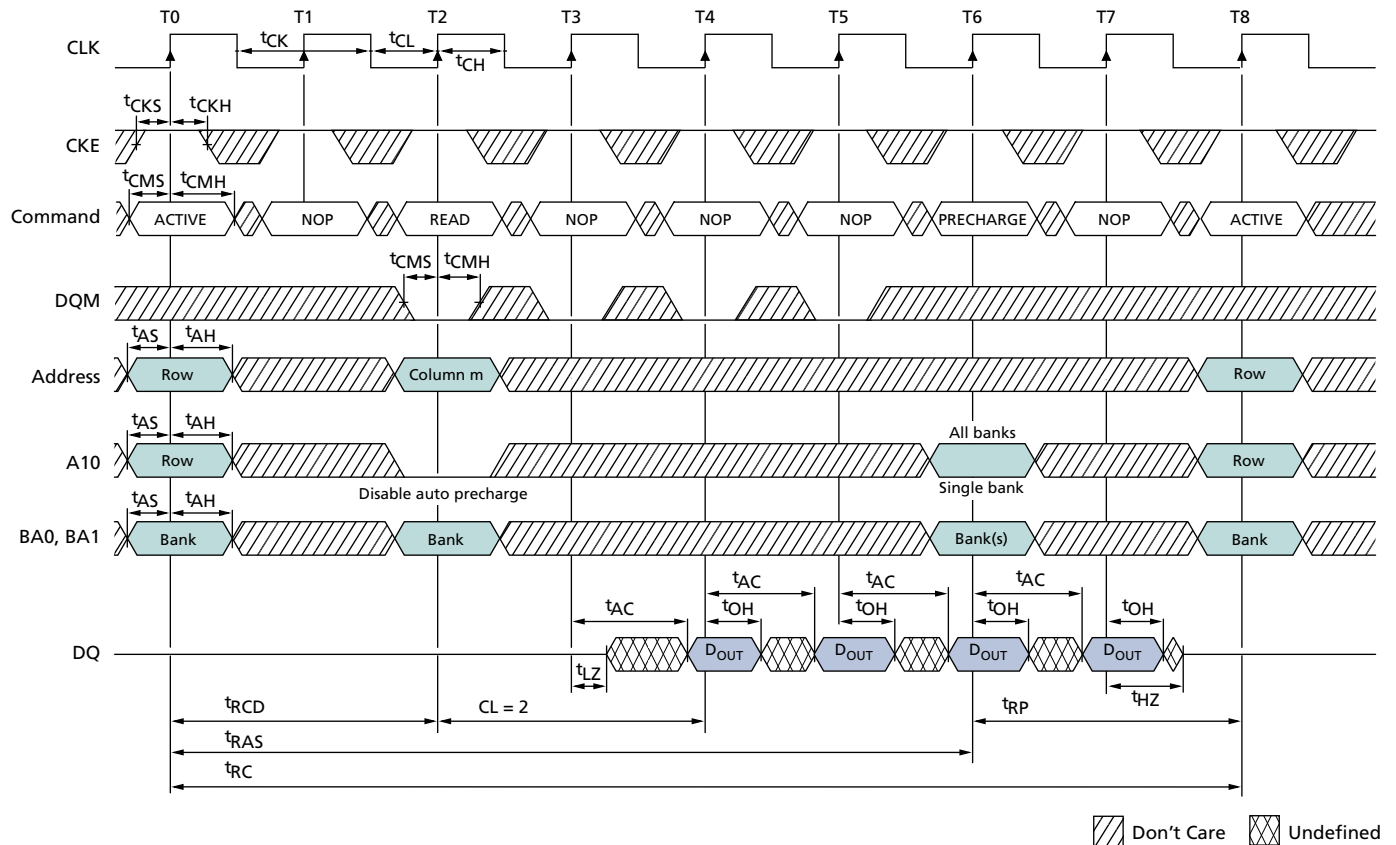 T0 T1 T2 T3 T4 T5 T6 T7 T8
CLK tCK tCL
tCH
tCKS tCKH
CKE
tCMS tCMH
Command ACTIVE NOP READ NOP NOP NOP PRECHARGE NOP ACTIVE
tCMS tCMH
DQM
tAS tAH
Address Row Column m Row
tAS tAH
All banks
A10 Row Row
Disable auto precharge Single bank
tAS tAH
BA0, BA1 Bank Bank Bank(s) Bank
tAC tAC tAC
tAC tOH tOH tOH tOH
DQ DOUT DOUT DOUT DOUT
tLZ tHZ
tRCD CL = 2 tRP
tRAS
tRC
Don't Care Undefined